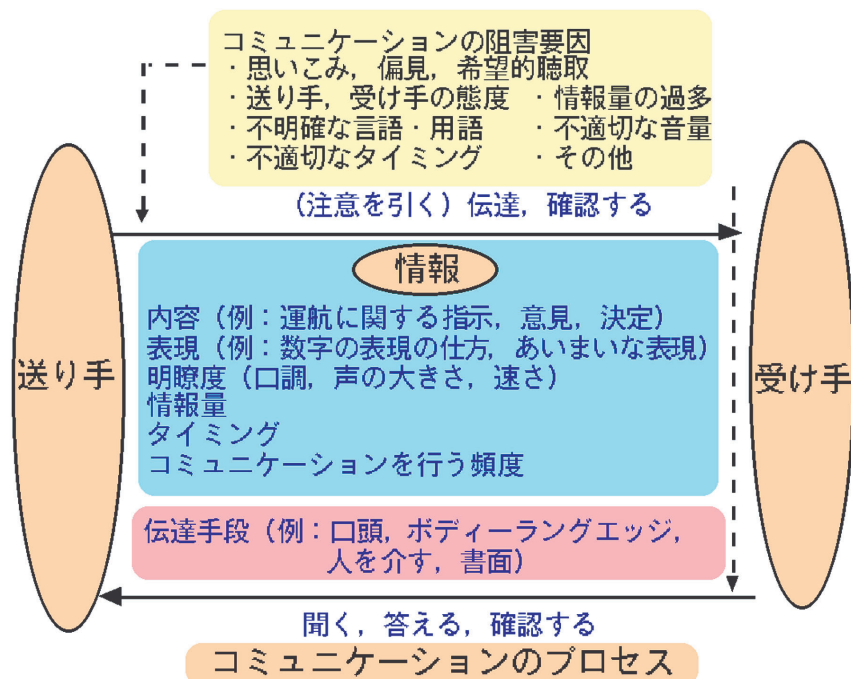 コミュニケーションの阻害要因
・思いこみ，偏見，希望的聴取
・送り手，受け手の態度 ・情報量の過多
・不明確な言語・用語 ・不適切な音量
・不適切なタイミング ・その他
（注意を引く）伝達，確認する
情報
内容（例：運航に関する指示，意見，決定）
表現（例：数字の表現の仕方，あいまいな表現）
明瞭度（口調，声の大きさ，速さ）
情報量
タイミング
コミュニケーションを行う頻度
送り手
受け手
伝達手段（例：口頭，ボディーラングエッジ，
人を介す，書面）
聞く，答える，確認する
コミュニケーションのプロセス